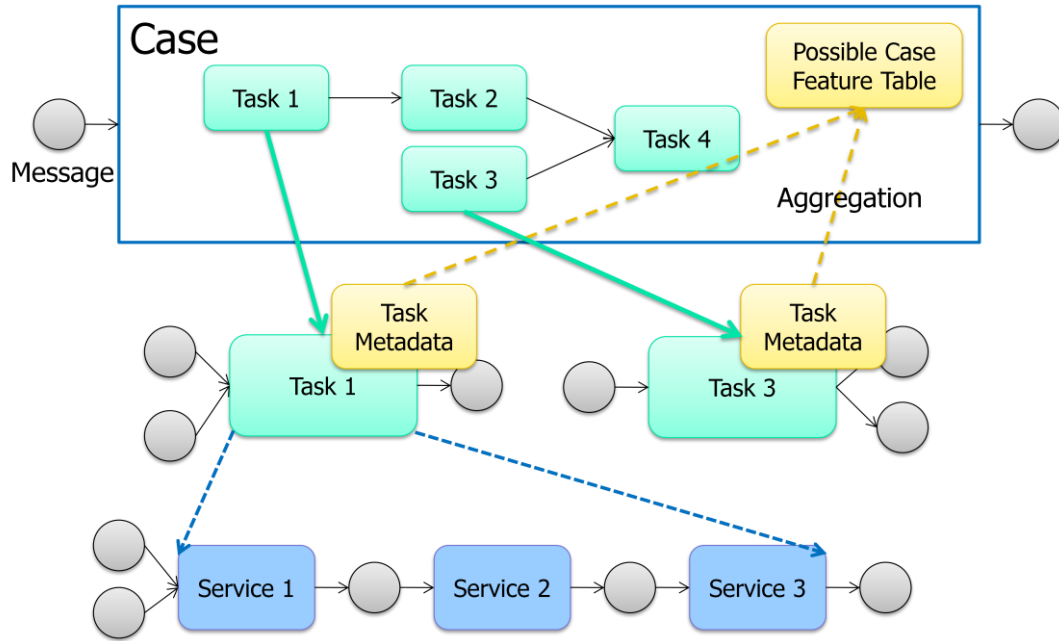 Case
Possible Case
Feature Table
Task 1
Task 2
Task 4
Message
Task 3
Aggregation
Task
Metadata
Task
Metadata
Task 1
Task 3
Service 1
Service 2
Service 3